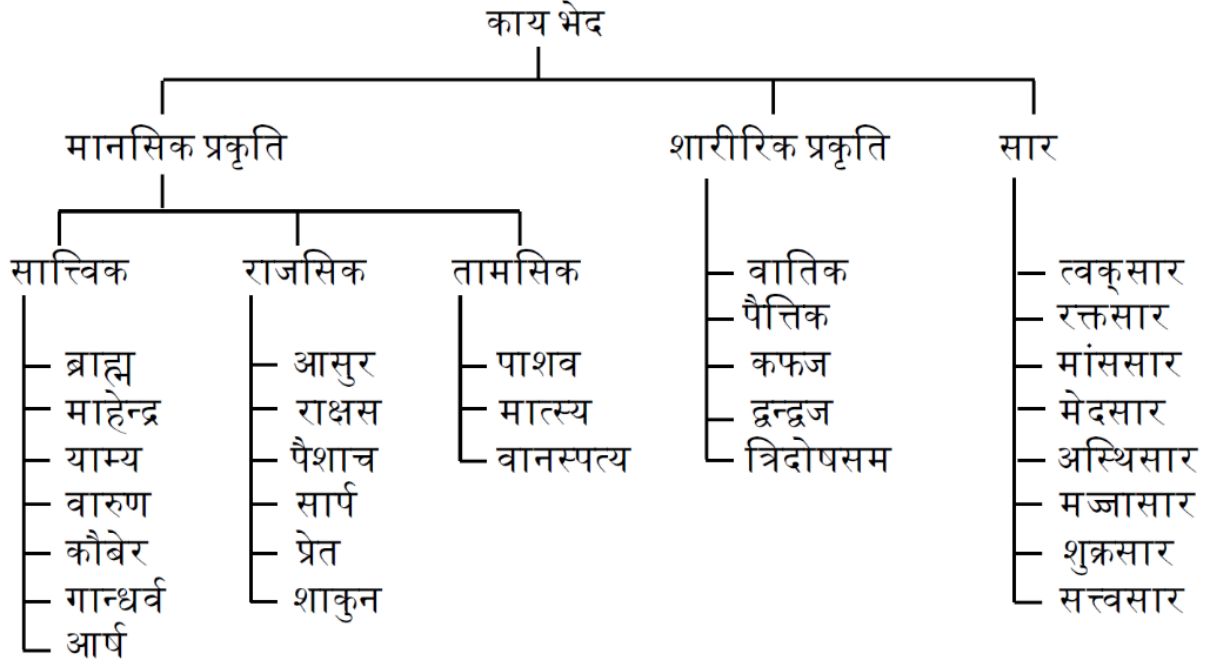 काय भेद
मानसिक प्रकृति शारीरिक प्रकृति सार
सात्त्विक राजसिक तामसिक वातिक त्वक्सार
पैत्तिक रक्तसार
ब्राह्म आसुर पाशव कफज मांससार
माहेन्द्र राक्षस मात्स्य द्वन्द्वज मेदसार
याम्य पैशाच वानस्पत्य त्रिदोषसम अस्थिसार
वारुण सार्प मज्जासार
कौबेर प्रेत शुक्रसार
गान्धर्व शाकुन सत्त्वसार
आर्ष